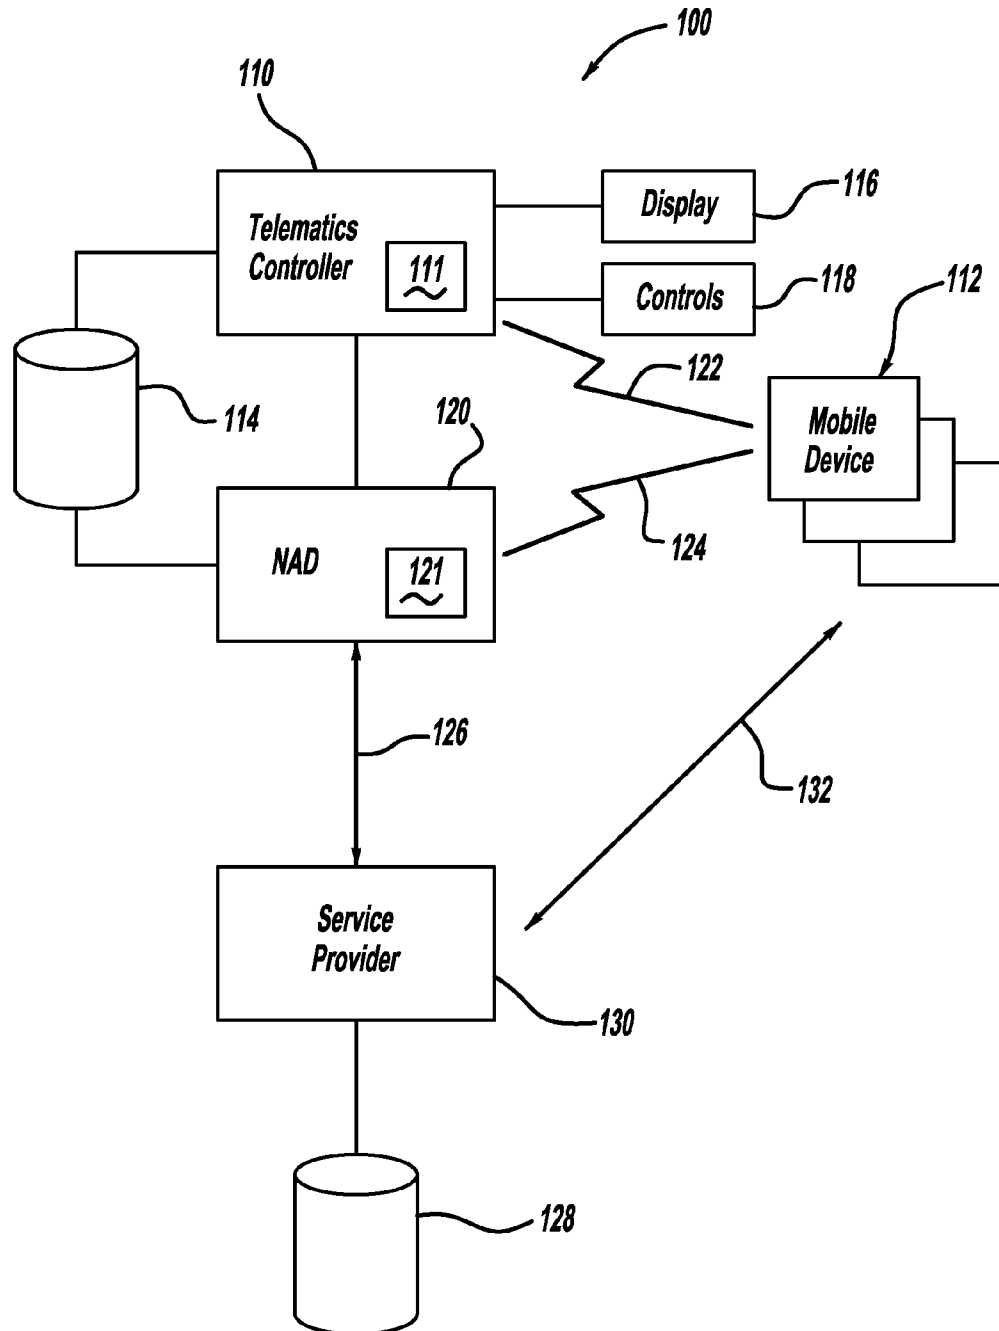 100
110
Telematics
Controller
111
Display
116
Controls
118
112
114
122
Mobile
Device
120
NAD
121
124
126
132
Service
Provider
130
128